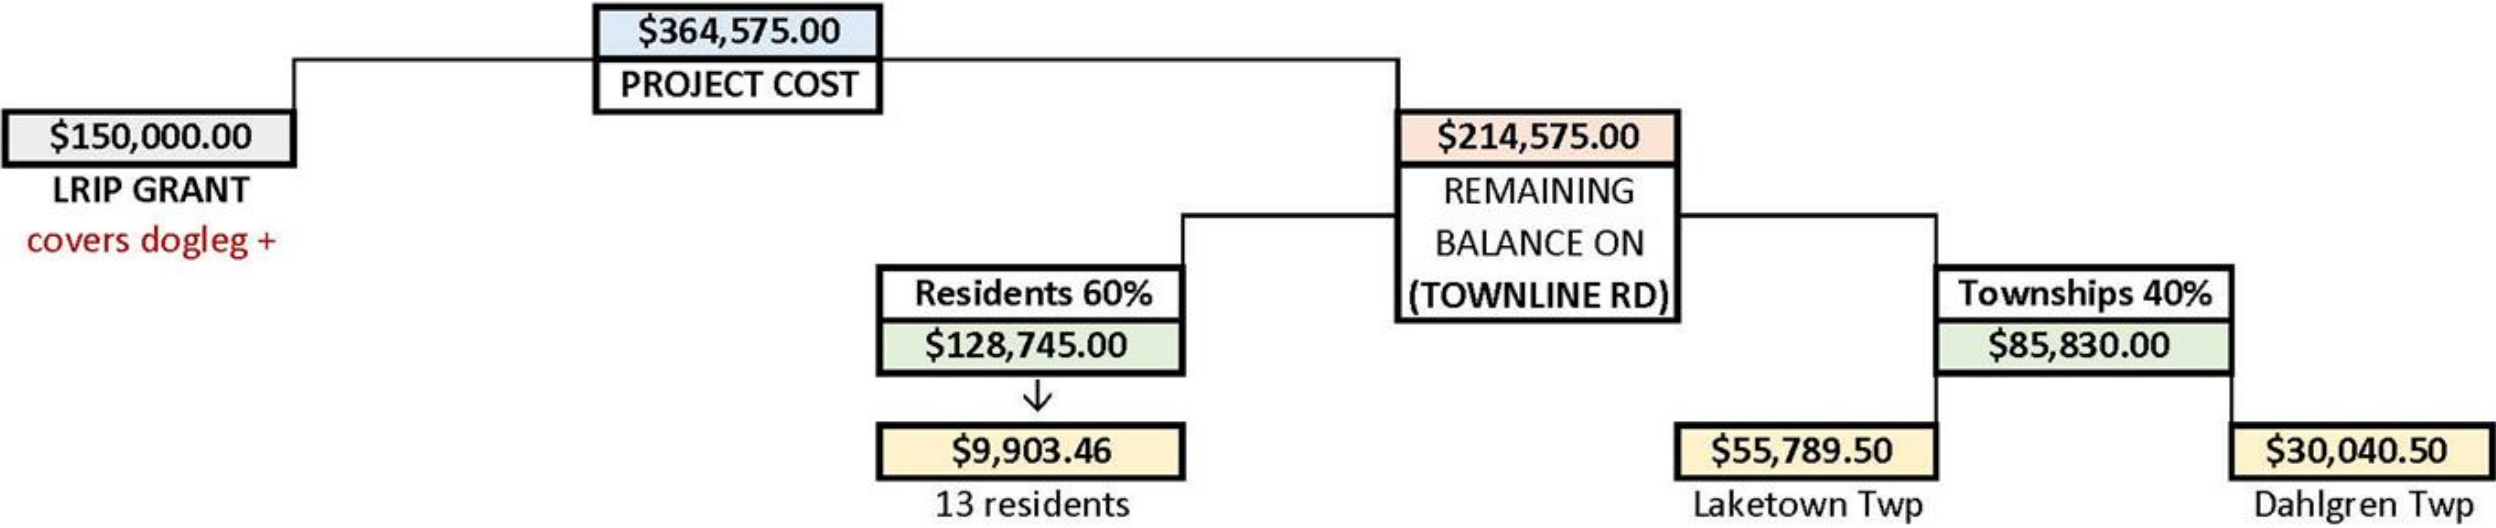 $364,575.00
PROJECT COST
$150,000.00
LRIP GRANT
covers dogleg +
$214,575.00
REMAINING
BALANCE ON
(TOWNLINE RD)
Residents 60%
$128,745.00
$9,903.46
13 residents
Townships 40%
$85,830.00
$55,789.50
Laketown Twp
$30,040.50
Dahlgren Twp